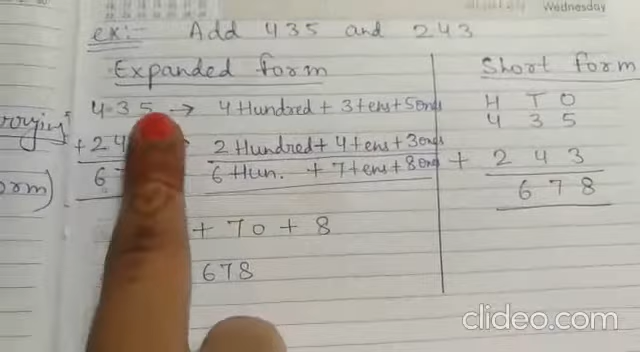 Wednesday
ex:- Add 435 and 243
Expanded form
435 → 4 Hundred + 3 tens + 5 ones
+ 24 2 Hundred + 4 tens + 3 ones
6 6 Hun. + 7 tens + 8 ones
+ 70 + 8
678
Short form
H T O
4 3 5
+ 2 4 3
6 7 8
clideo.com